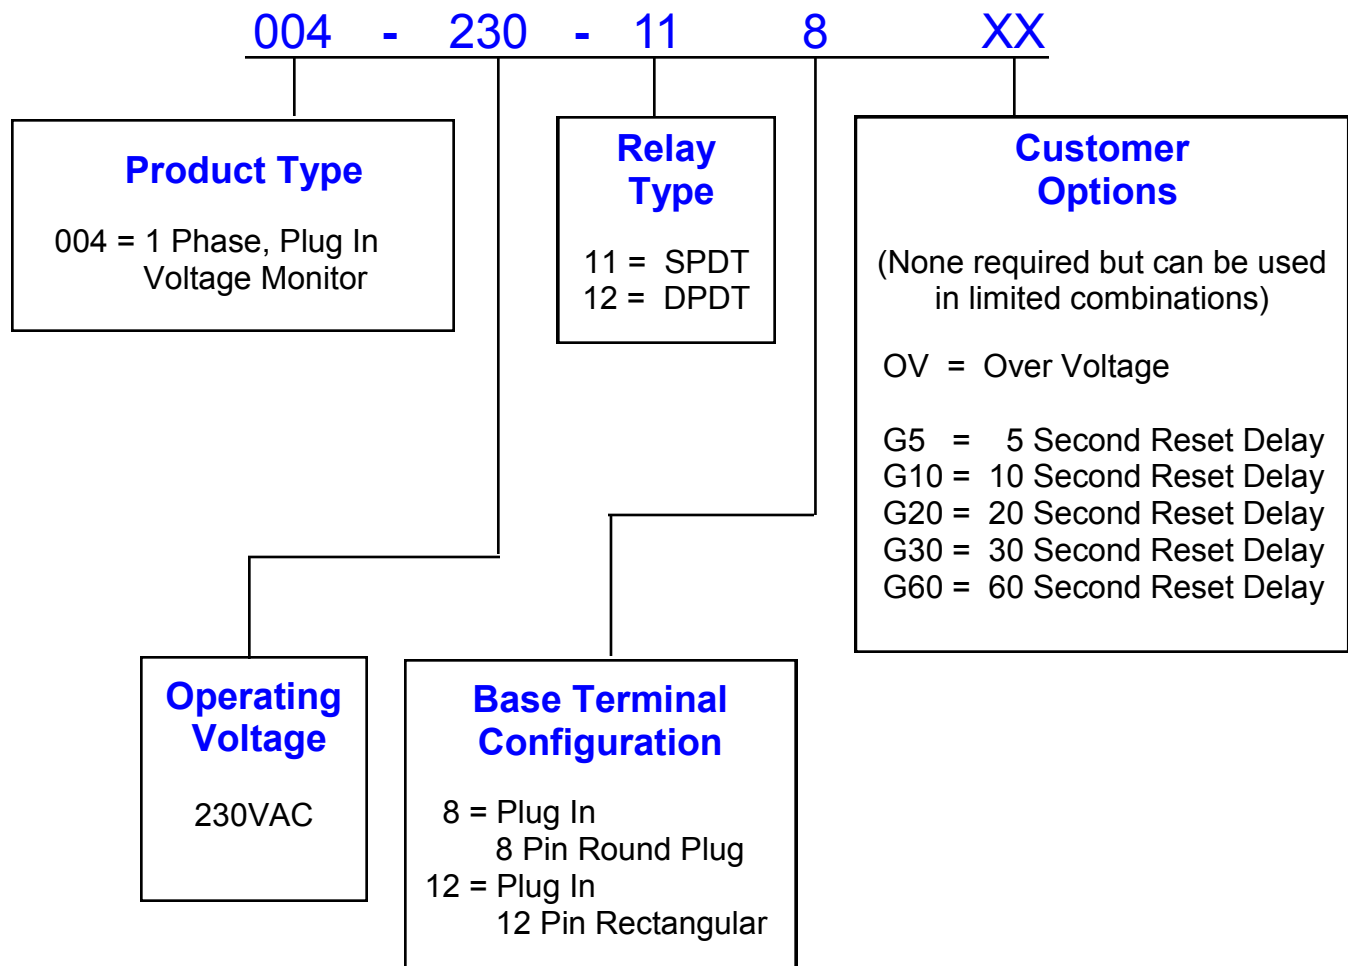 004 - 230 - 11 8 XX
Product Type
004 = 1 Phase, Plug In
Voltage Monitor
Relay
Type
11 = SPDT
12 = DPDT
Customer
Options
(None required but can be used
in limited combinations)
OV = Over Voltage
G5 = 5 Second Reset Delay
G10 = 10 Second Reset Delay
G20 = 20 Second Reset Delay
G30 = 30 Second Reset Delay
G60 = 60 Second Reset Delay
Operating
Voltage
230VAC
Base Terminal
Configuration
8 = Plug In
8 Pin Round Plug
12 = Plug In
12 Pin Rectangular